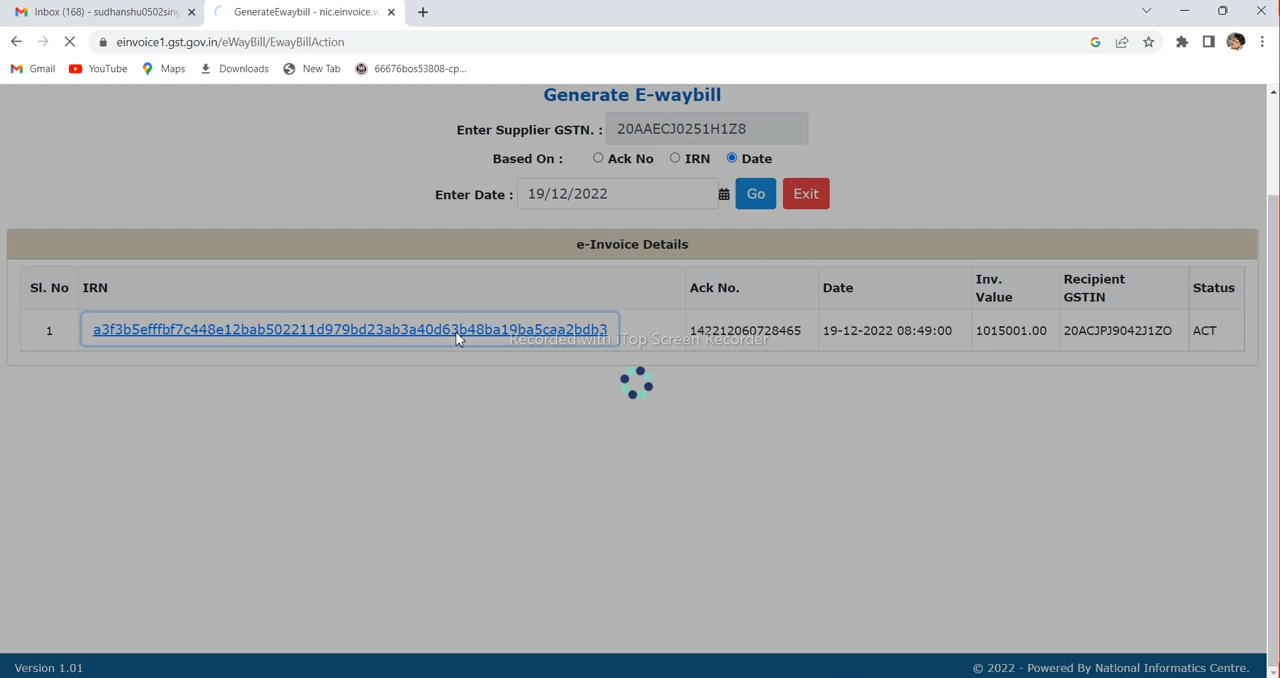 Inbox (168) - sudhanshu0502sing
GenerateEwaybill - nic.einvoice.w
einvoice1.gst.gov.in/eWayBill/EwayBillAction
Gmail YouTube Maps Downloads New Tab 66676bos53808-cp...
Generate E-waybill
Enter Supplier GSTN. : 20AAECJ0251H1Z8
Based On : Ack No IRN Date
Enter Date : 19/12/2022 Go Exit
e-Invoice Details
Sl. No IRN Ack No. Date Inv. Value Recipient GSTIN Status
1 a3f3b5efffbf7c448e12bab502211d979bd23ab3a40d63b48ba19ba5caa2bdb3 142212060728465 19-12-2022 08:49:00 1015001.00 20ACJPJ9042J1ZO ACT
Recorded with iTop Screen Recorder
Version 1.01 © 2022 - Powered By National Informatics Centre.